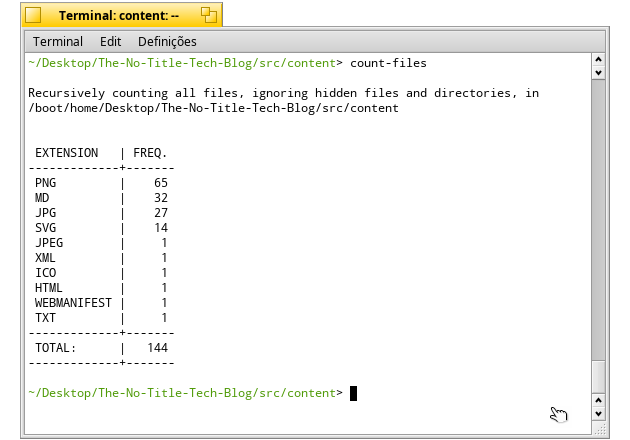 Terminal: content: --
Terminal Edit Definições
~/Desktop/The-No-Title-Tech-Blog/src/content> count-files
Recursively counting all files, ignoring hidden files and directories, in
/boot/home/Desktop/The-No-Title-Tech-Blog/src/content
EXTENSION | FREQ.
-------------+-------
PNG | 65
MD | 32
JPG | 27
SVG | 14
JPEG | 1
XML | 1
ICO | 1
HTML | 1
WEBMANIFEST | 1
TXT | 1
-------------+-------
TOTAL: | 144
-------------+-------
~/Desktop/The-No-Title-Tech-Blog/src/content>